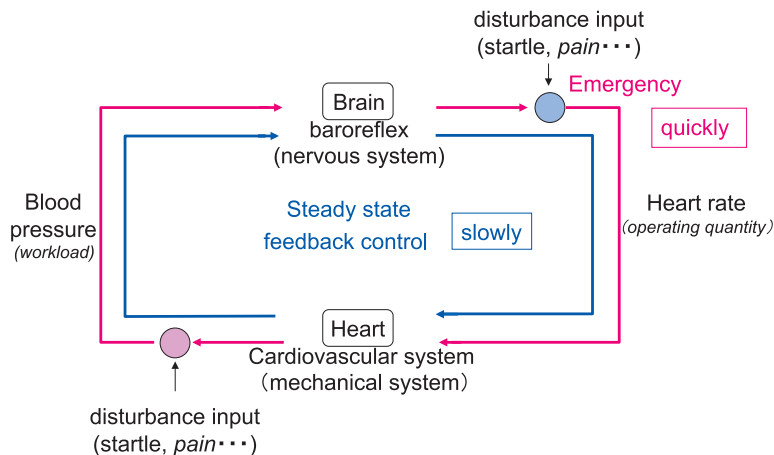 disturbance input
(startle, pain･･･)
Emergency
quickly
Brain
baroreflex
(nervous system)
Blood
pressure
(workload)
Steady state
feedback control
slowly
Heart rate
(operating quantity）
Heart
Cardiovascular system
（mechanical system）
disturbance input
(startle, pain･･･)